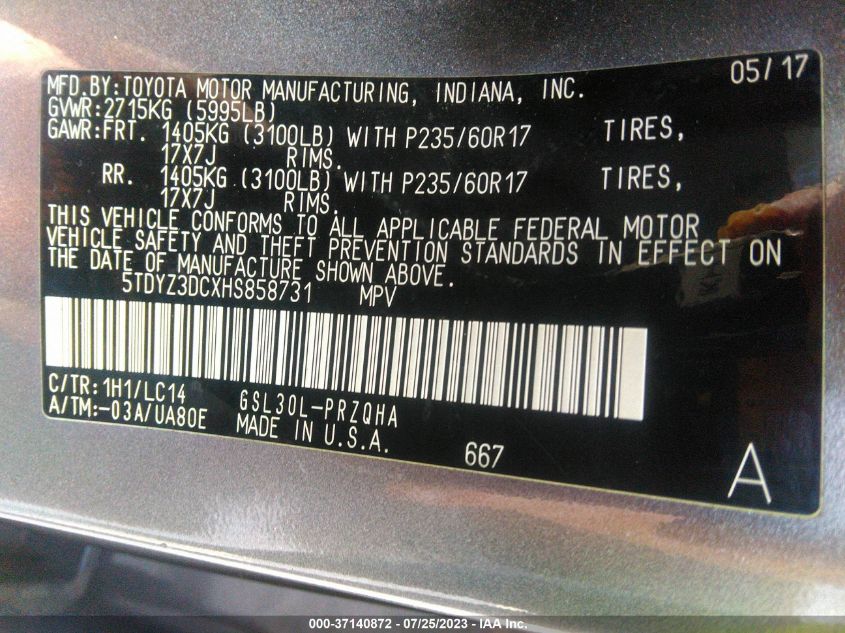 MFD.BY:TOYOTA MOTOR MANUFACTURING, INDIANA, INC. 05/17
GVWR:2715KG (5995LB)
GAWR:FRT. 1405KG (3100LB) WITH P235/60R17 TIRES,
17X7J RIMS.
RR. 1405KG (3100LB) WITH P235/60R17 TIRES,
17X7J RIMS.
THIS VEHICLE CONFORMS TO ALL APPLICABLE FEDERAL MOTOR
VEHICLE SAFETY AND THEFT PREVENTION STANDARDS IN EFFECT ON
THE DATE OF MANUFACTURE SHOWN ABOVE.
5TDYZ3DCXHS858731 MPV
C/TR:1H1/LC14 GSL30L-PRZQHA
A/TM:-03A/UA80E MADE IN U.S.A.
667
A
000-37140872 - 07/25/2023 - IAA Inc.